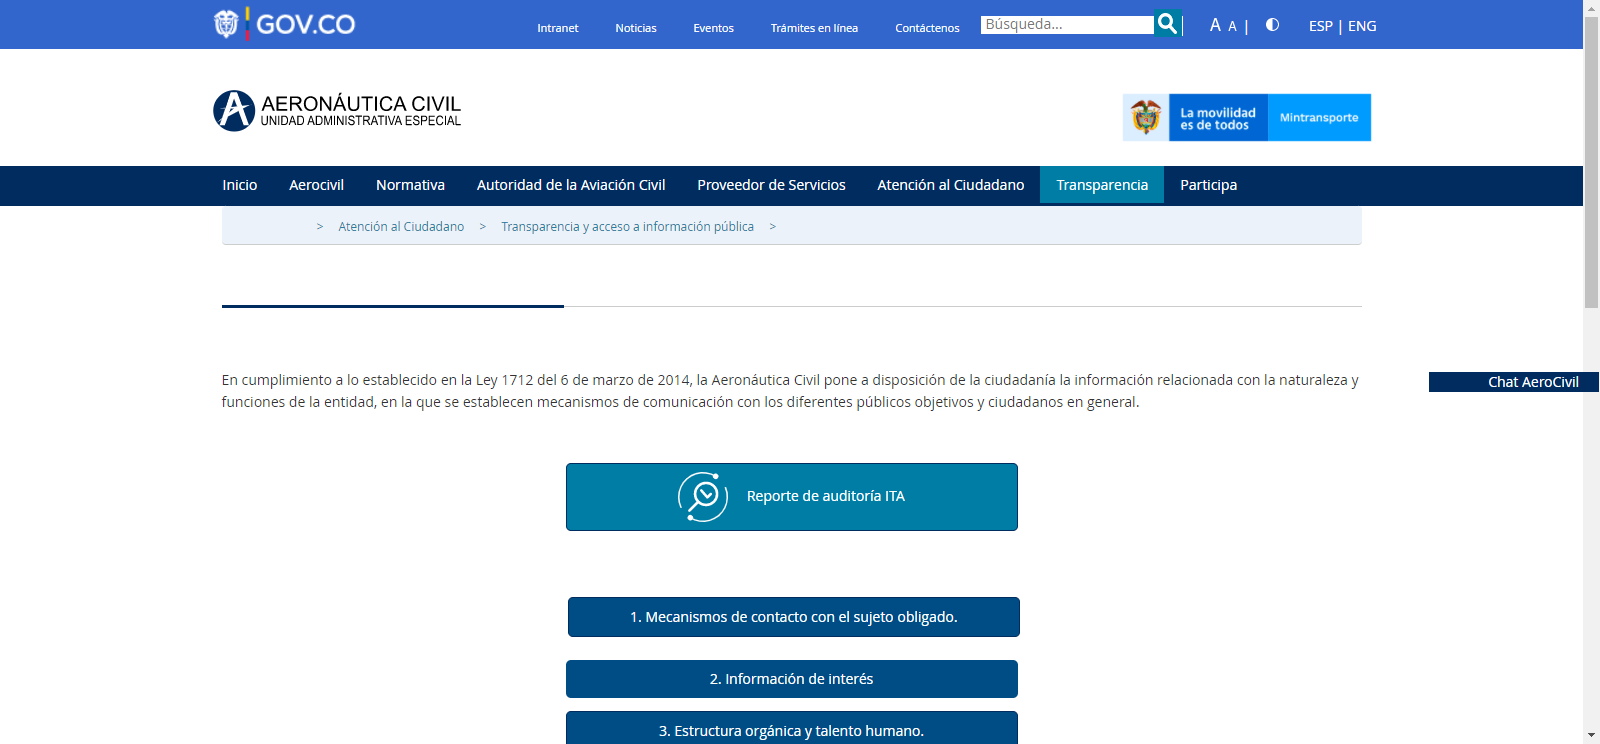 GOV.CO
Intranet Noticias Eventos Trámites en línea Contáctenos Búsqueda... A A | ESP | ENG
AERONÁUTICA CIVIL
UNIDAD ADMINISTRATIVA ESPECIAL
La movilidad
es de todos
Mintransporte
Inicio Aerocivil Normativa Autoridad de la Aviación Civil Proveedor de Servicios Atención al Ciudadano Transparencia Participa
> Atención al Ciudadano > Transparencia y acceso a información pública >
En cumplimiento a lo establecido en la Ley 1712 del 6 de marzo de 2014, la Aeronáutica Civil pone a disposición de la ciudadanía la información relacionada con la naturaleza y
funciones de la entidad, en la que se establecen mecanismos de comunicación con los diferentes públicos objetivos y ciudadanos en general.
Chat AeroCivil
Reporte de auditoría ITA
1. Mecanismos de contacto con el sujeto obligado.
2. Información de interés
3. Estructura orgánica y talento humano.